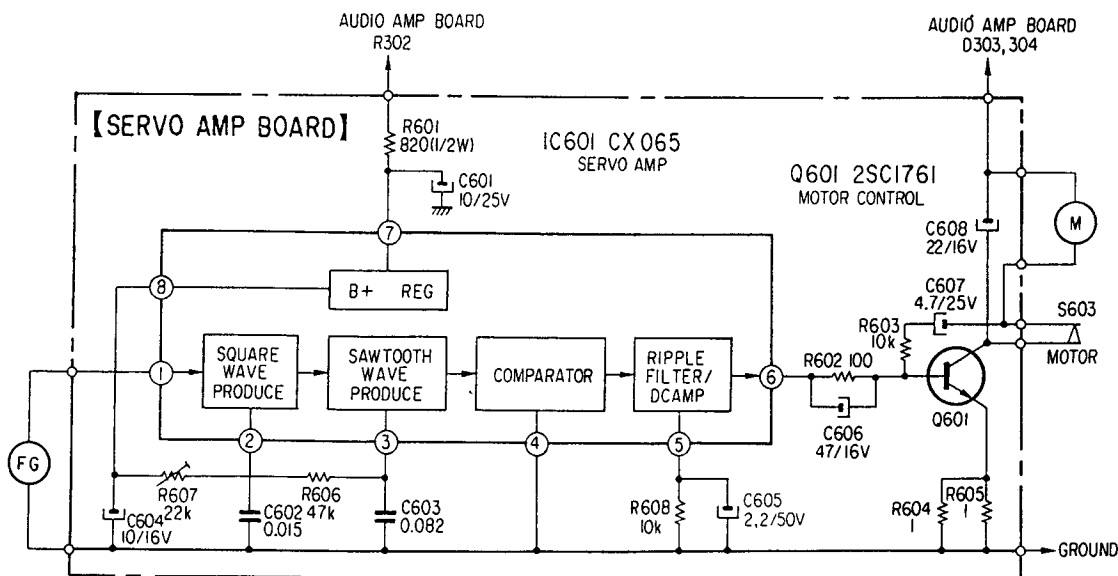 AUDIO AMP BOARD
R302
AUDIO AMP BOARD
D303, 304
【SERVO AMP BOARD】
R601
820(1/2W)
IC601 CX065
SERVO AMP
C601
10/25V
Q601 2SC1761
MOTOR CONTROL
C608
22/16V
M
7
8
B+ REG
C607
4.7/25V
S603
MOTOR
R603
10k
1
SQUARE
WAVE
PRODUCE
SAWTOOTH
WAVE
PRODUCE
COMPARATOR
RIPPLE
FILTER/
DCAMP
6
R602 100
C606
47/16V
Q601
2
3
4
5
FG
R607
22k
R606
47k
C604
10/16V
C602
0.015
C603
0.082
R608
10k
C605
2,2/50V
R604
1
R605
1
GROUND